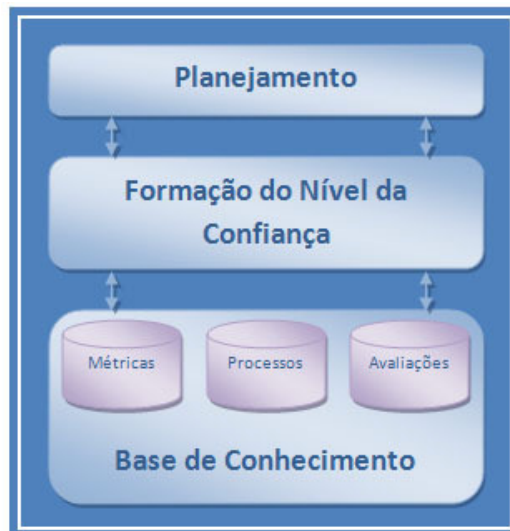 Planejamento
Formação do Nível da
Confiança
Métricas
Processos
Avaliações
Base de Conhecimento